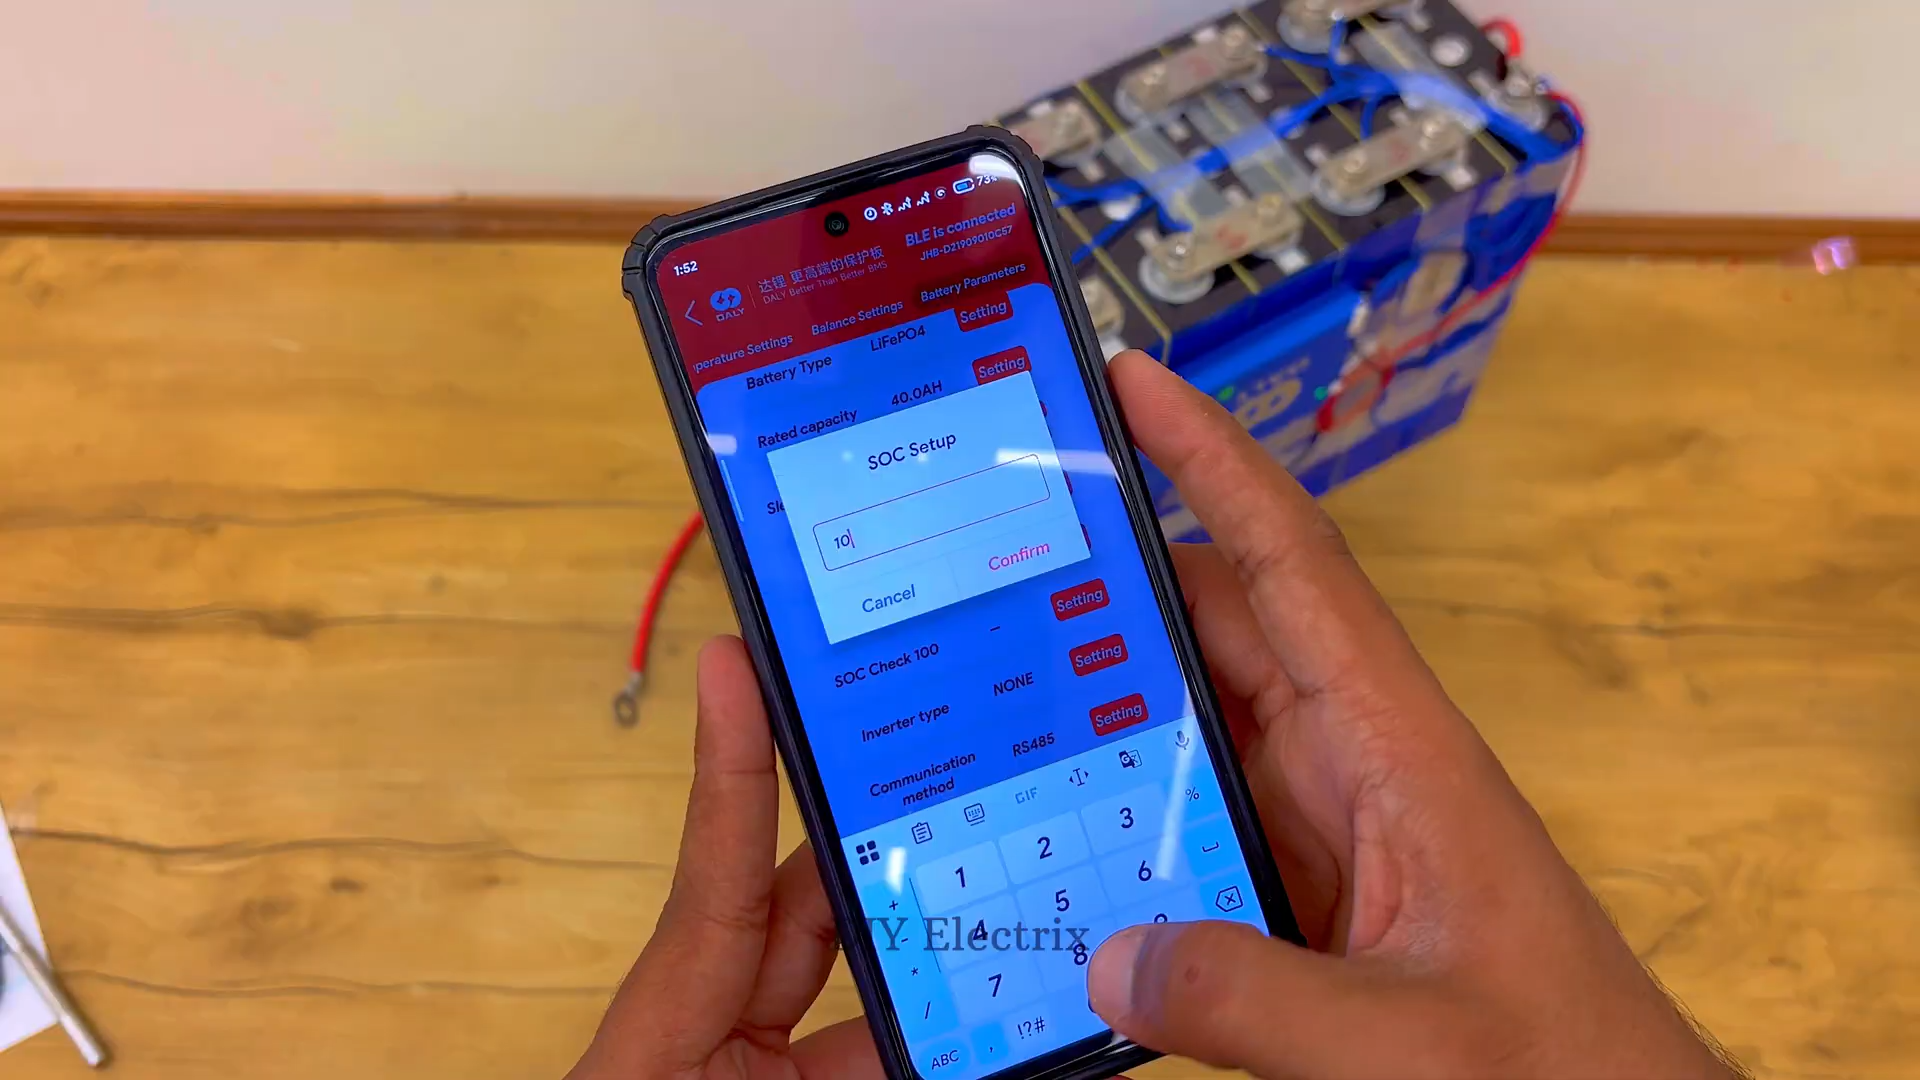 1:52
73%
DALY
达锂 更高端的保护板
DALY Better Than Better BMS
BLE is connected
JHB-D21909010C57
perature Settings
Balance Settings
Battery Parameters
Battery Type
LiFePO4
Setting
Rated capacity
40.0AH
Setting
Sle
SOC Setup
10
Cancel
Confirm
Setting
SOC Check 100
–
Setting
Inverter type
NONE
Setting
Communication
method
RS485
GIF
1 2 3 %
+ 4 5 6
- 7 8 9
* / !?#
ABC ,
DIY Electrix